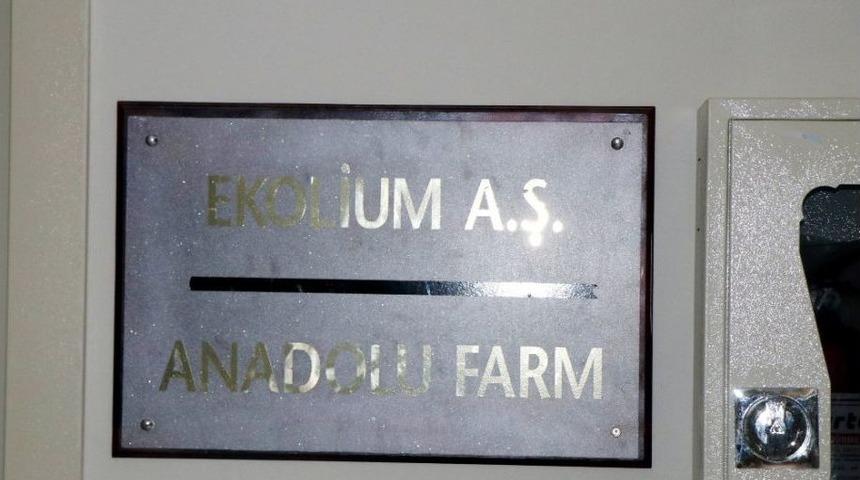 EKOLİUM A.Ş.
ANADOLU FARM